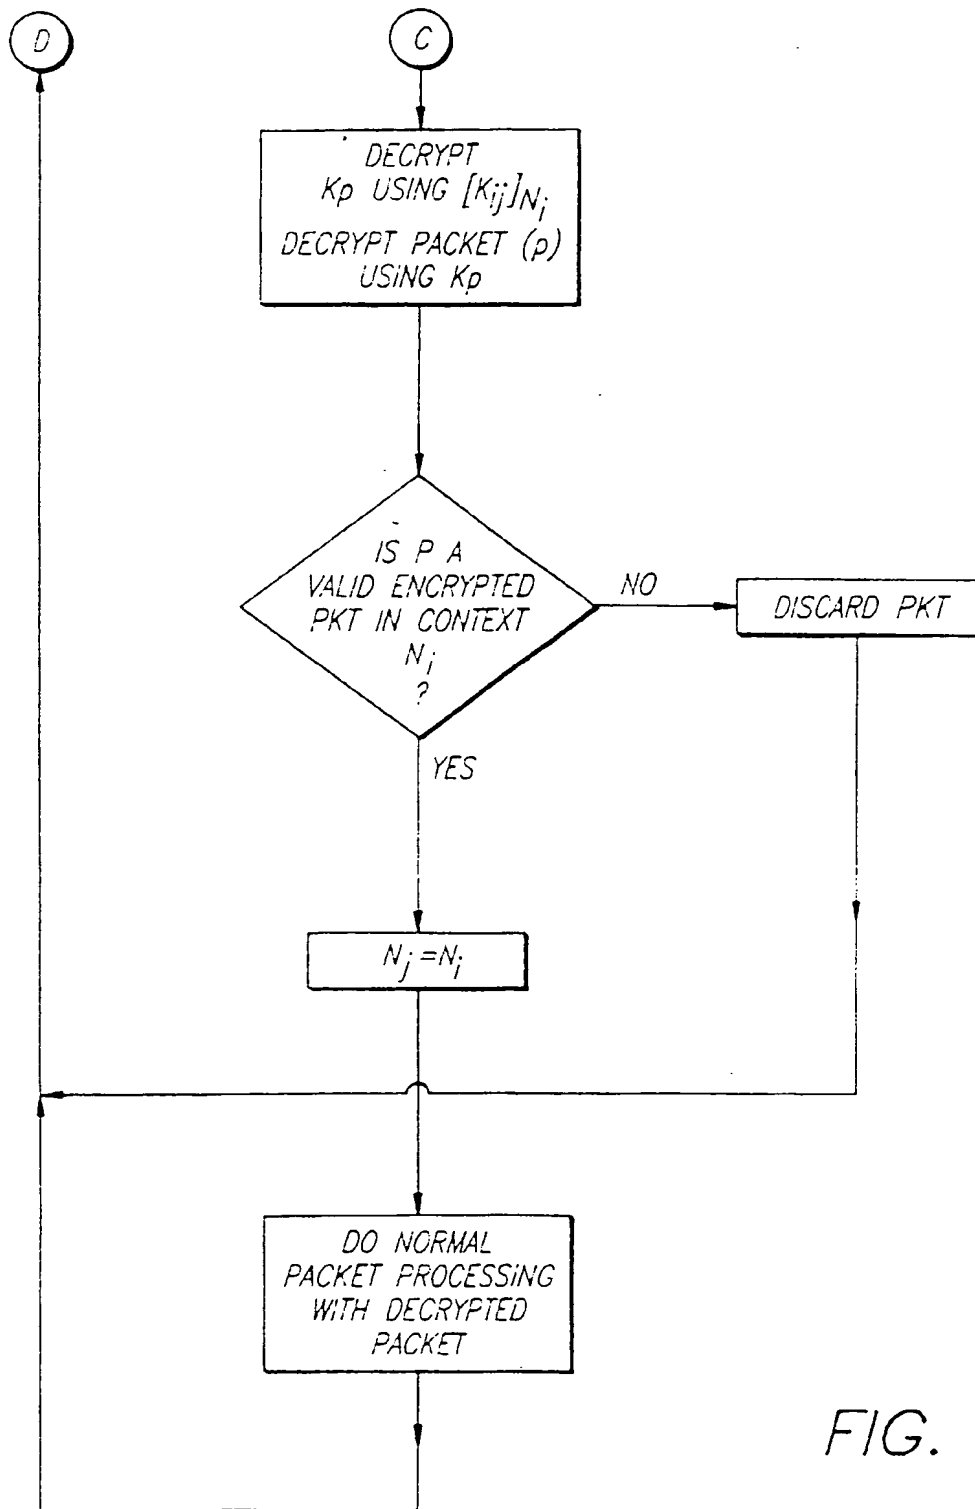 D
C
DECRYPT
Kp USING [Kij]Ni
DECRYPT PACKET (p)
USING Kp
IS P A
VALID ENCRYPTED
PKT IN CONTEXT
Ni
?
NO
DISCARD PKT
YES
Nj=Ni
DO NORMAL
PACKET PROCESSING
WITH DECRYPTED
PACKET
FIG.